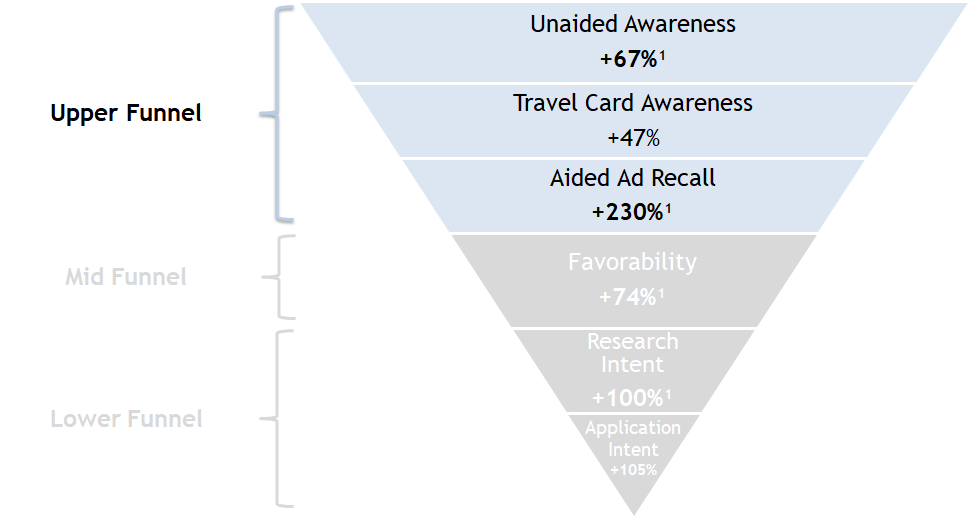 Unaided Awareness
+67%¹
Upper Funnel
Travel Card Awareness
+47%
Aided Ad Recall
+230%¹
Mid Funnel
Favorability
+74%¹
Lower Funnel
Research
Intent
+100%¹
Application
Intent
+105%